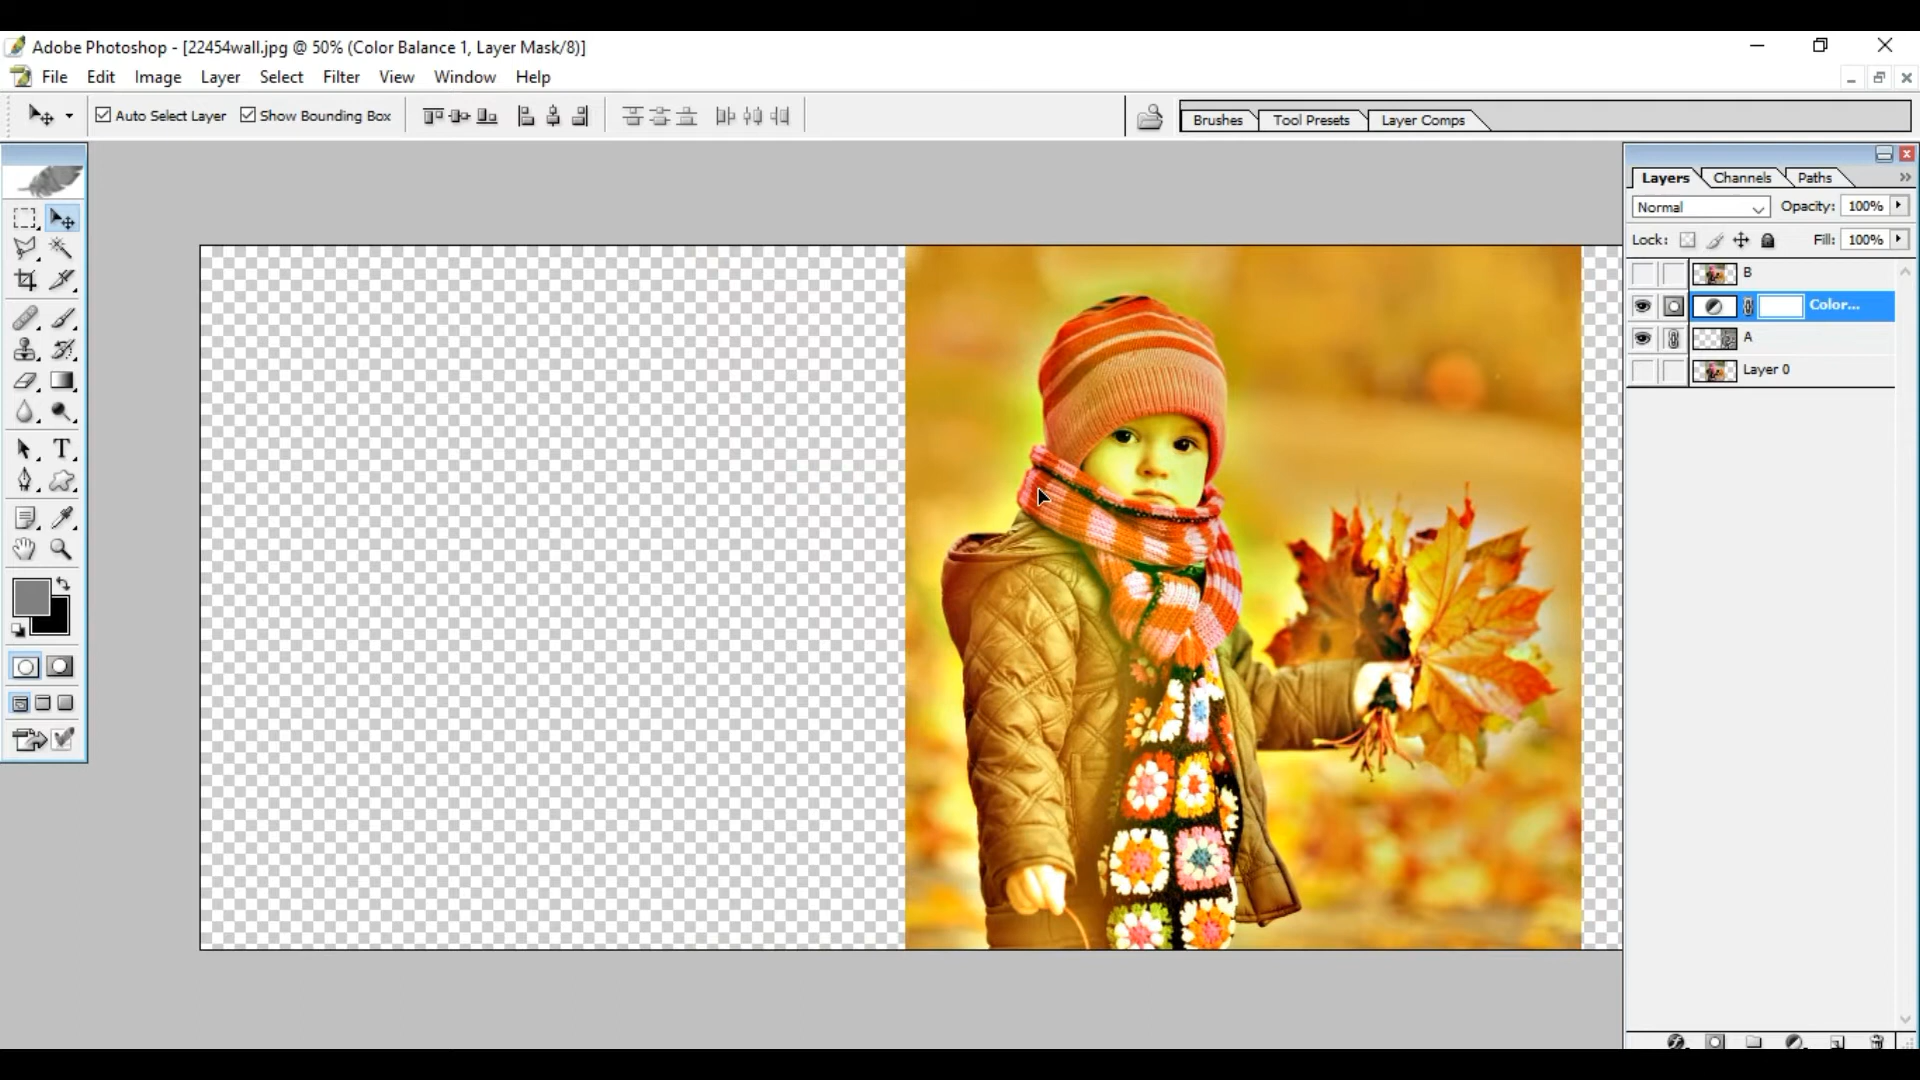 Adobe Photoshop - [22454wall.jpg @ 50% (Color Balance 1, Layer Mask/8)]
File Edit Image Layer Select Filter View Window Help
Auto Select Layer Show Bounding Box Brushes Tool Presets Layer Comps
Layers Channels Paths
Normal Opacity: 100%
Lock: Fill: 100%
B
Color...
A
Layer 0